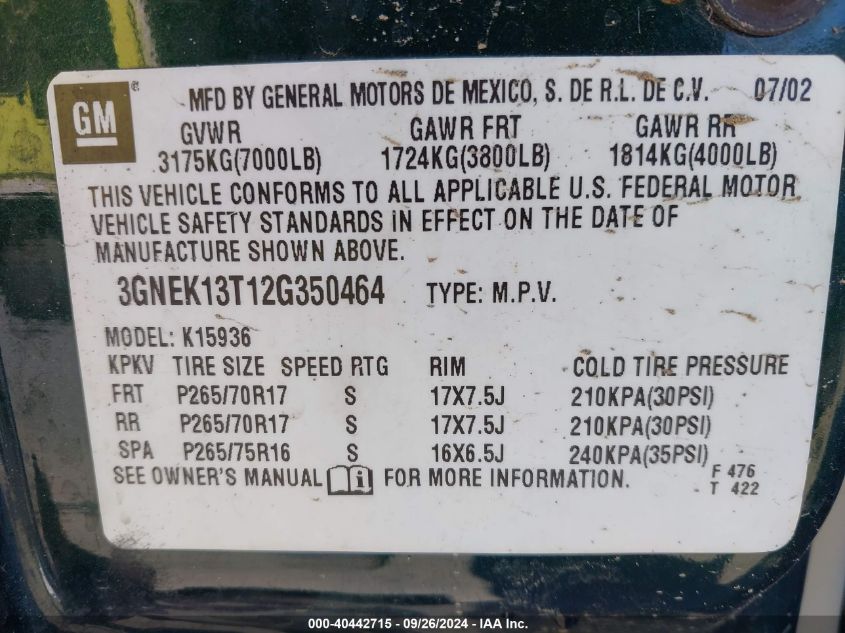 GM ® MFD BY GENERAL MOTORS DE MEXICO, S. DE R.L. DE C.V. 07/02
GVWR GAWR FRT GAWR RR
3175KG(7000LB) 1724KG(3800LB) 1814KG(4000LB)
THIS VEHICLE CONFORMS TO ALL APPLICABLE U.S. FEDERAL MOTOR
VEHICLE SAFETY STANDARDS IN EFFECT ON THE DATE OF
MANUFACTURE SHOWN ABOVE.
3GNEK13T12G350464 TYPE: M.P.V.
MODEL: K15936
KPKV TIRE SIZE SPEED RTG RIM COLD TIRE PRESSURE
FRT P265/70R17 S 17X7.5J 210KPA(30PSI)
RR P265/70R17 S 17X7.5J 210KPA(30PSI)
SPA P265/75R16 S 16X6.5J 240KPA(35PSI)
SEE OWNER'S MANUAL i FOR MORE INFORMATION. F 476
T 422
000-40442715 - 09/26/2024 - IAAI, Inc.